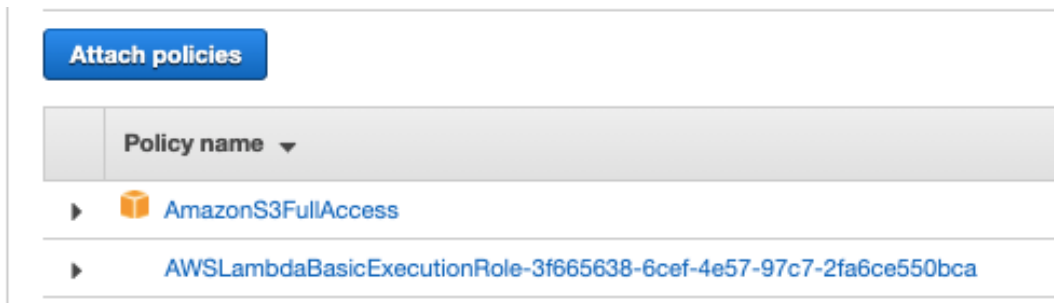 Attach policies
Policy name
AmazonS3FullAccess
AWSLambdaBasicExecutionRole-3f665638-6cef-4e57-97c7-2fa6ce550bca